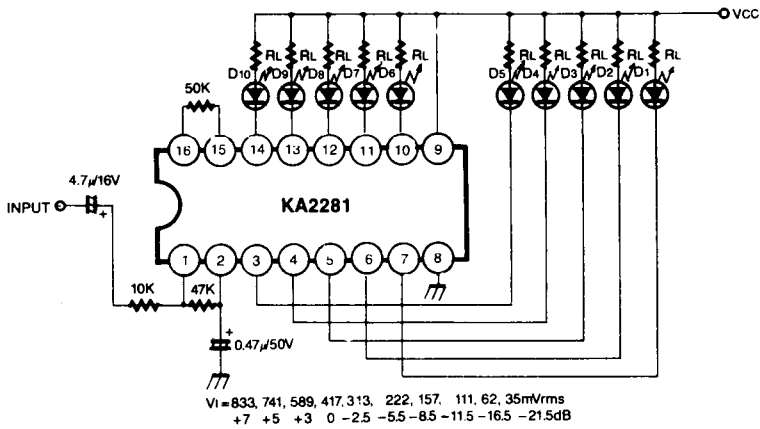 VCC
RL RL RL RL RL RL RL RL RL RL
D10 D9 D8 D7 D6 D5 D4 D3 D2 D1
50K
16 15 14 13 12 11 10 9
4.7μ/16V
INPUT
+
KA2281
1 2 3 4 5 6 7 8
10K 47K
+
0.47μ/50V
VI=833, 741, 589, 417, 313, 222, 157, 111, 62, 35mVrms
+7 +5 +3 0 −2.5 −5.5 −8.5 −11.5 −16.5 −21.5dB